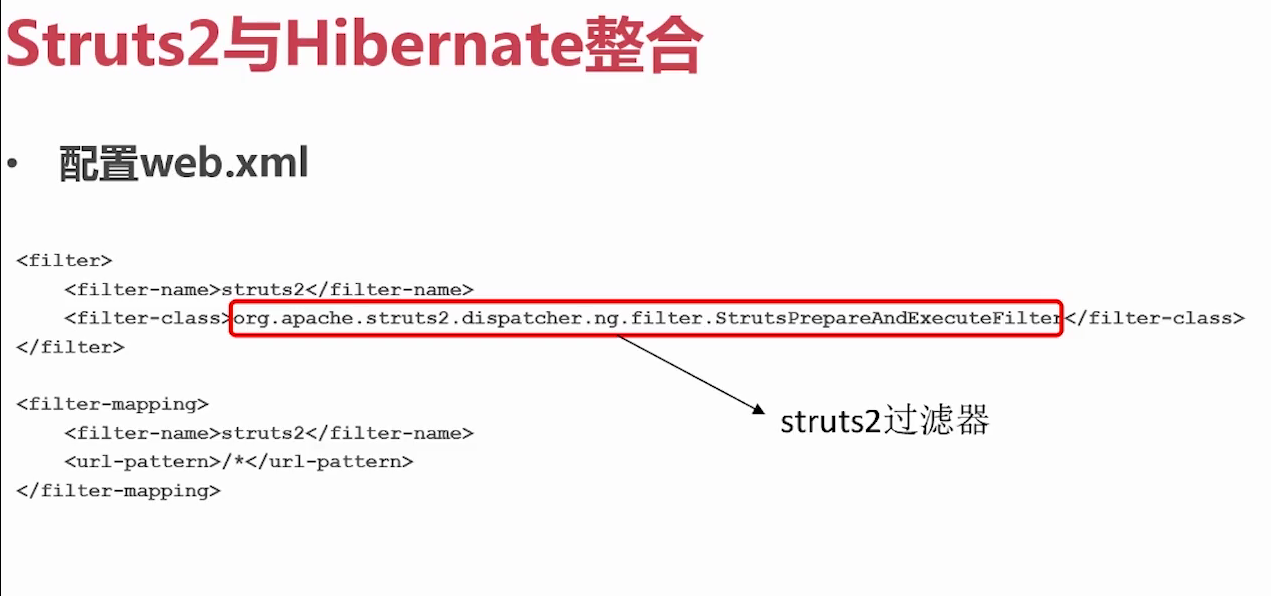 Struts2与Hibernate整合
• 配置web.xml
<filter>
<filter-name>struts2</filter-name>
<filter-class>org.apache.struts2.dispatcher.ng.filter.StrutsPrepareAndExecuteFilter</filter-class>
</filter>
<filter-mapping>
<filter-name>struts2</filter-name>
<url-pattern>/*</url-pattern>
</filter-mapping>
struts2过滤器